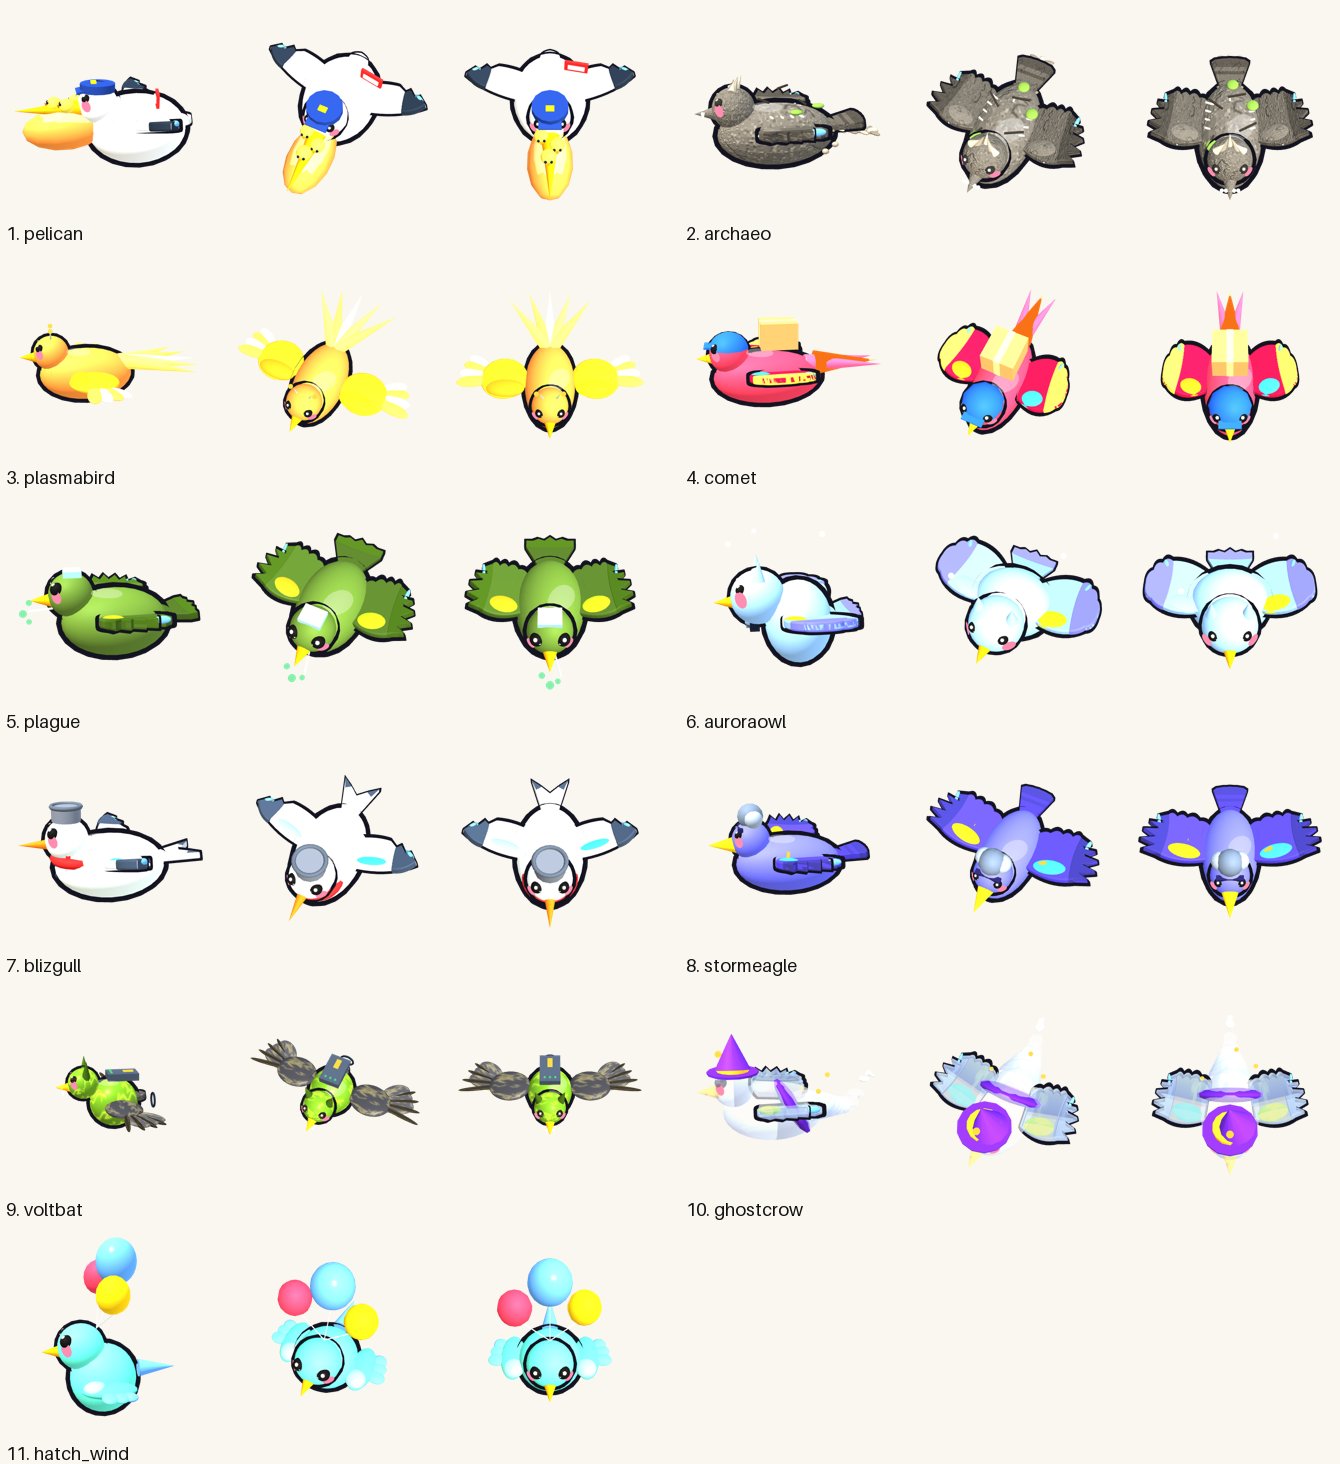 1. pelican
2. archaeo
3. plasmabird
4. comet
5. plague
6. auroraowl
7. blizgull
8. stormeagle
9. voltbat
10. ghostcrow
11. hatch_wind